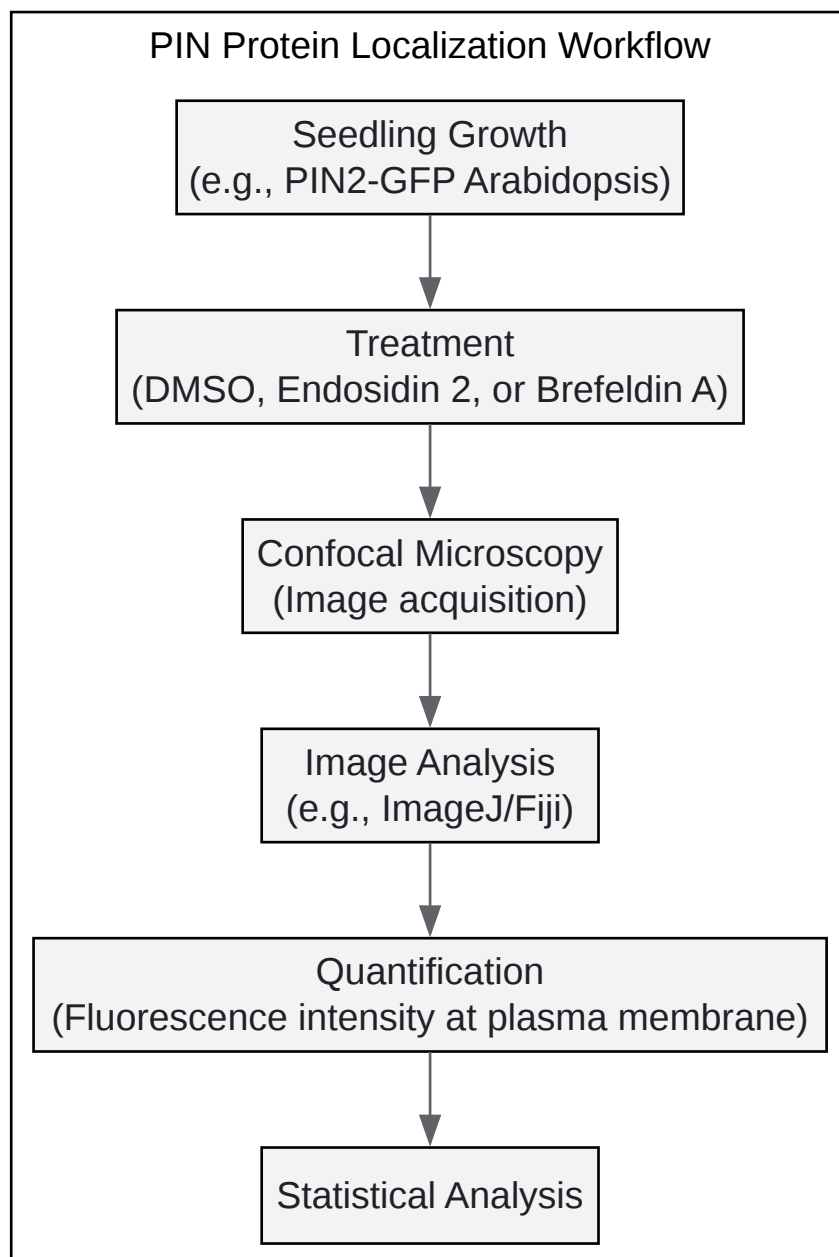 PIN Protein Localization Workflow
Seedling Growth
(e.g., PIN2-GFP Arabidopsis)
Treatment
(DMSO, Endosidin 2, or Brefeldin A)
Confocal Microscopy
(Image acquisition)
Image Analysis
(e.g., ImageJ/Fiji)
Quantification
(Fluorescence intensity at plasma membrane)
Statistical Analysis